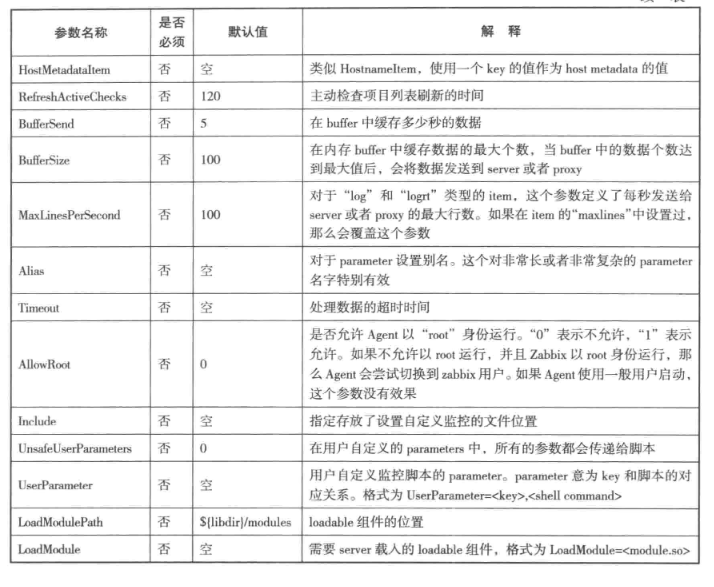 参数名称 是否必须 默认值 解 释
HostMetadataItem 否 空 类似 HostnameItem，使用一个 key 的值作为 host metadata 的值
RefreshActiveChecks 否 120 主动检查项目列表刷新的时间
BufferSend 否 5 在 buffer 中缓存多少秒的数据
BufferSize 否 100 在内存 buffer 中缓存数据的最大个数，当 buffer 中的数据个数达
到最大值后，会将数据发送到 server 或者 proxy
MaxLinesPerSecond 否 100 对于“log”和“logrt”类型的 item，这个参数定义了每秒发送给
server 或者 proxy 的最大行数。如果在 item 的“maxlines”中设置过，
那么会覆盖这个参数
Alias 否 空 对于 parameter 设置别名。这个对非常长或者非常复杂的 parameter
名字特别有效
Timeout 否 空 处理数据的超时时间
AllowRoot 否 0 是否允许 Agent 以“root”身份运行。“0”表示不允许，“1”表示
允许。如果不允许以 root 运行，并且 Zabbix 以 root 身份运行，那
么 Agent 会尝试切换到 zabbix 用户。如果 Agent 使用一般用户启动，
这个参数没有效果
Include 否 空 指定存放了设置自定义监控的文件位置
UnsafeUserParameters 否 0 在用户自定义的 parameters 中，所有的参数都会传递给脚本
UserParameter 否 空 用户自定义监控脚本的 parameter。parameter 意为 key 和脚本的对
应关系。格式为 UserParameter=<key>,<shell command>
LoadModulePath 否 ${libdir}/modules loadable 组件的位置
LoadModule 否 空 需要 server 载入的 loadable 组件，格式为 LoadModule=<module.so>